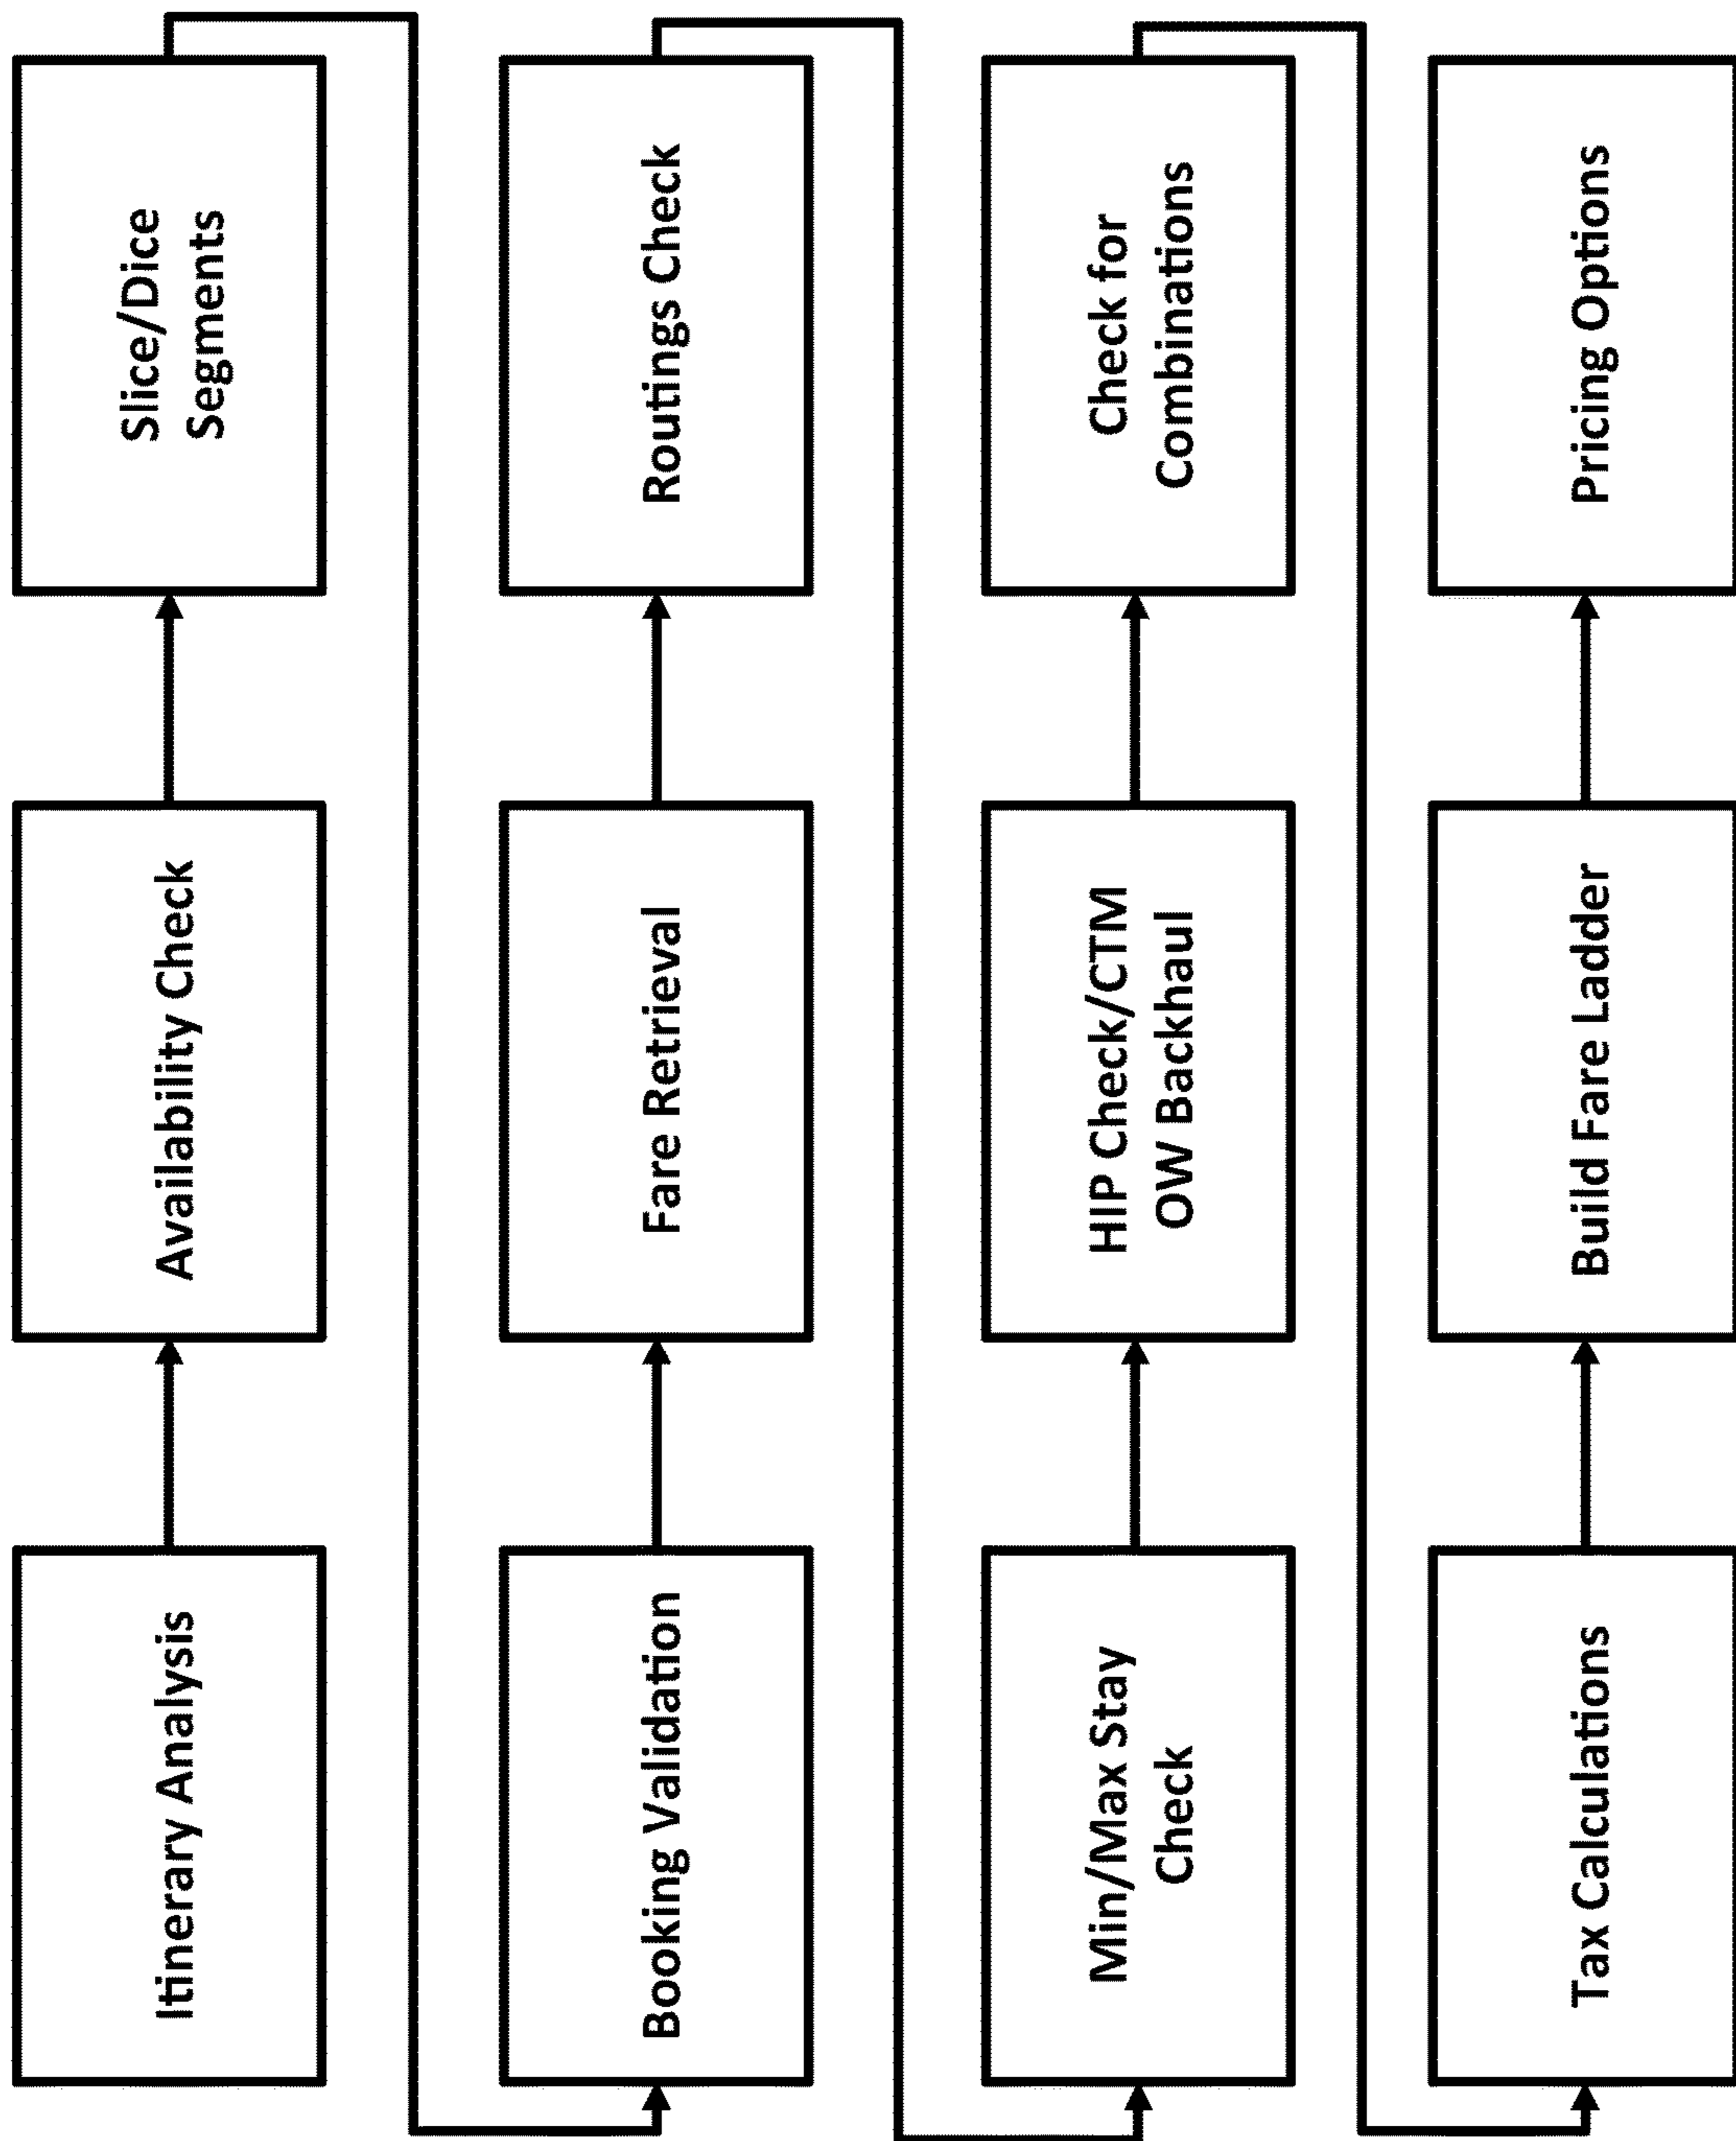 Itinerary Analysis
Availability Check
Slice/Dice
Segments
Booking Validation
Fare Retrieval
Routings Check
Min/Max Stay
Check
HIP Check/CTM
OW Backhaul
Check for
Combinations
Tax Calculations
Build Fare Ladder
Pricing Options